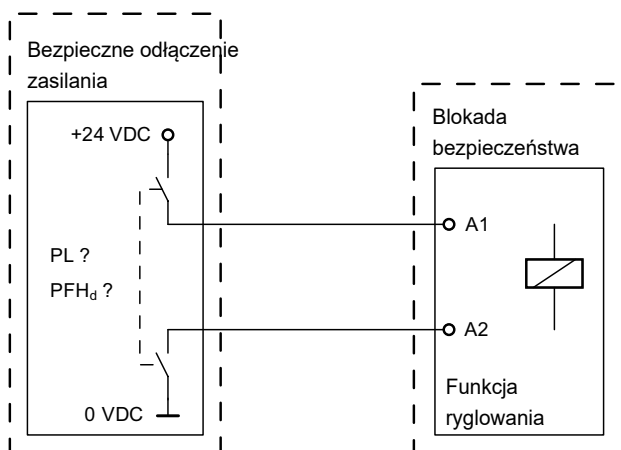 Bezpieczne odłączenie
zasilania
+24 VDC
PL ?
PFHd ?
0 VDC
Blokada
bezpieczeństwa
A1
A2
Funkcja
ryglowania